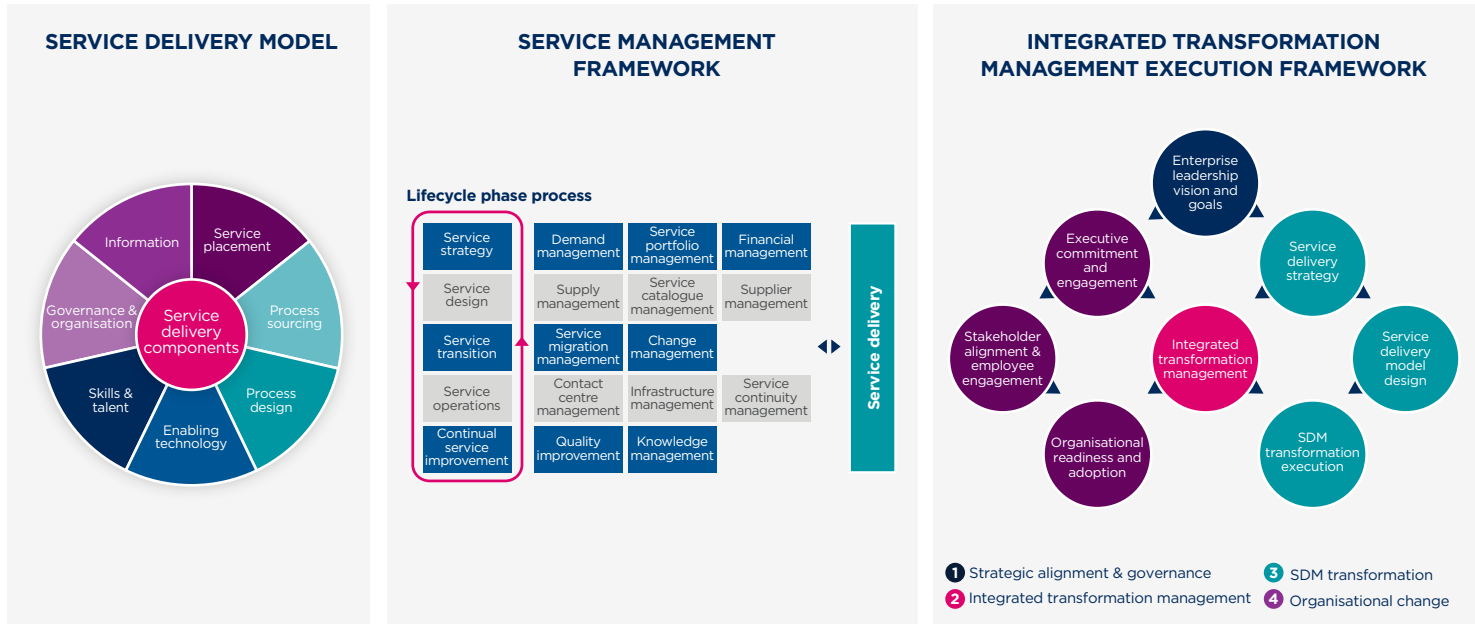 SERVICE DELIVERY MODEL
Information
Service
placement
Governance &
organisation
Process
sourcing
Service
delivery
components
Skills &
talent
Process
design
Enabling
technology
SERVICE MANAGEMENT
FRAMEWORK
Lifecycle phase process
Service
strategy
Demand
management
Service
portfolio
management
Financial
management
Service
design
Supply
management
Service
catalogue
management
Supplier
management
Service
transition
Service
migration
management
Change
management
Service
operations
Contact
centre
management
Infrastructure
management
Service
continuity
management
Continual
service
improvement
Quality
improvement
Knowledge
management
Service delivery
INTEGRATED TRANSFORMATION
MANAGEMENT EXECUTION FRAMEWORK
Enterprise
leadership
vision and
goals
Executive
commitment
and
engagement
Service
delivery
strategy
Stakeholder
alignment &
employee
engagement
Integrated
transformation
management
Service
delivery
model
design
Organisational
readiness and
adoption
SDM
transformation
execution
1 Strategic alignment & governance
2 Integrated transformation management
3 SDM transformation
4 Organisational change